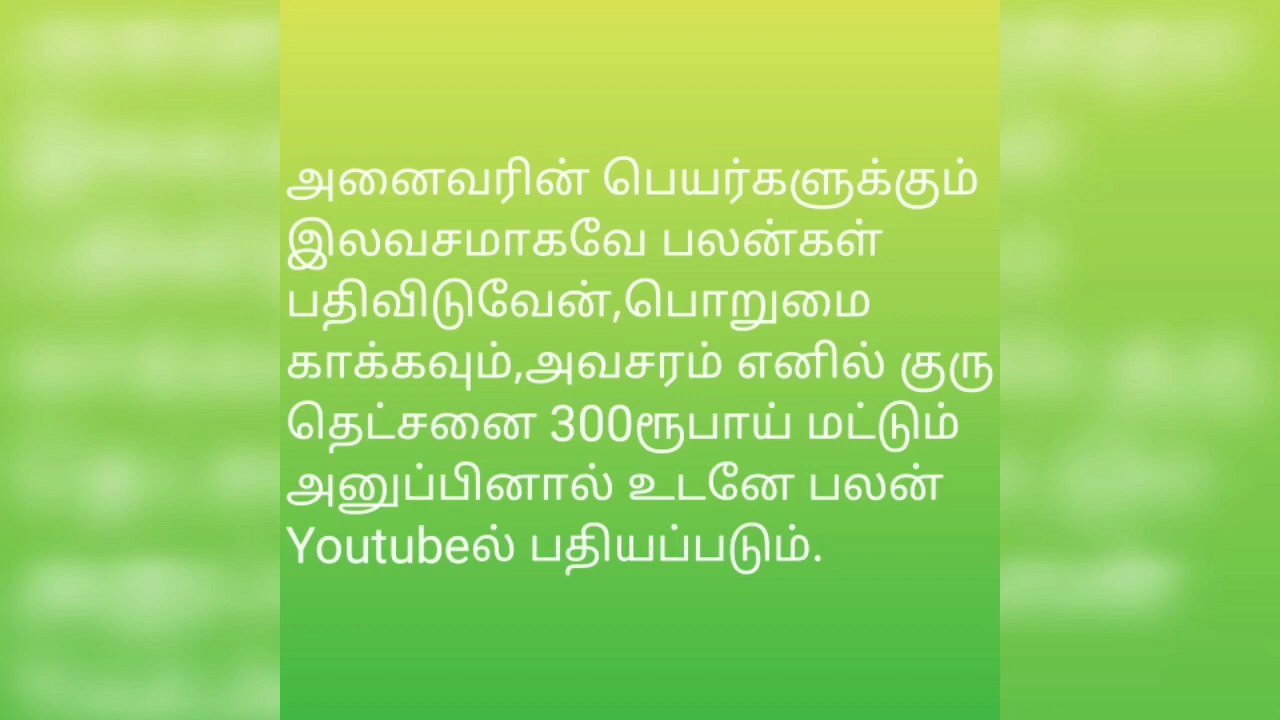 அனைவரின் பெயர்களுக்கும்
இலவசமாகவே பலன்கள்
பதிவிடுவேன்,பொறுமை
காக்கவும்,அவசரம் எனில் குரு
தெட்சனை 300ரூபாய் மட்டும்
அனுப்பினால் உடனே பலன்
Youtubeல் பதியப்படும்.